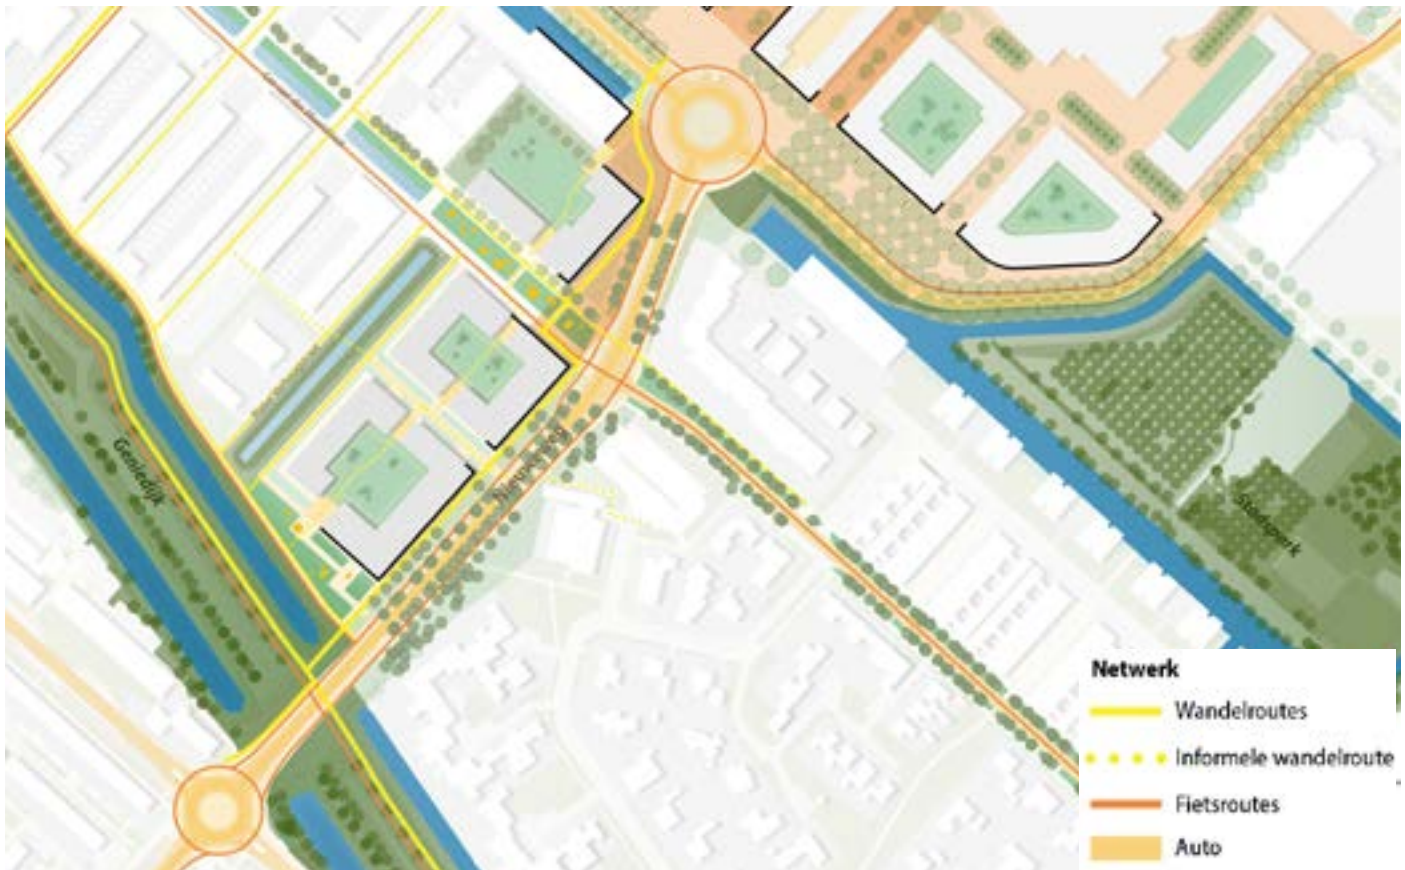 Geniedijk
Stadspark
Netwerk
Wandelroutes
Informele wandelroute
Fietsroutes
Auto